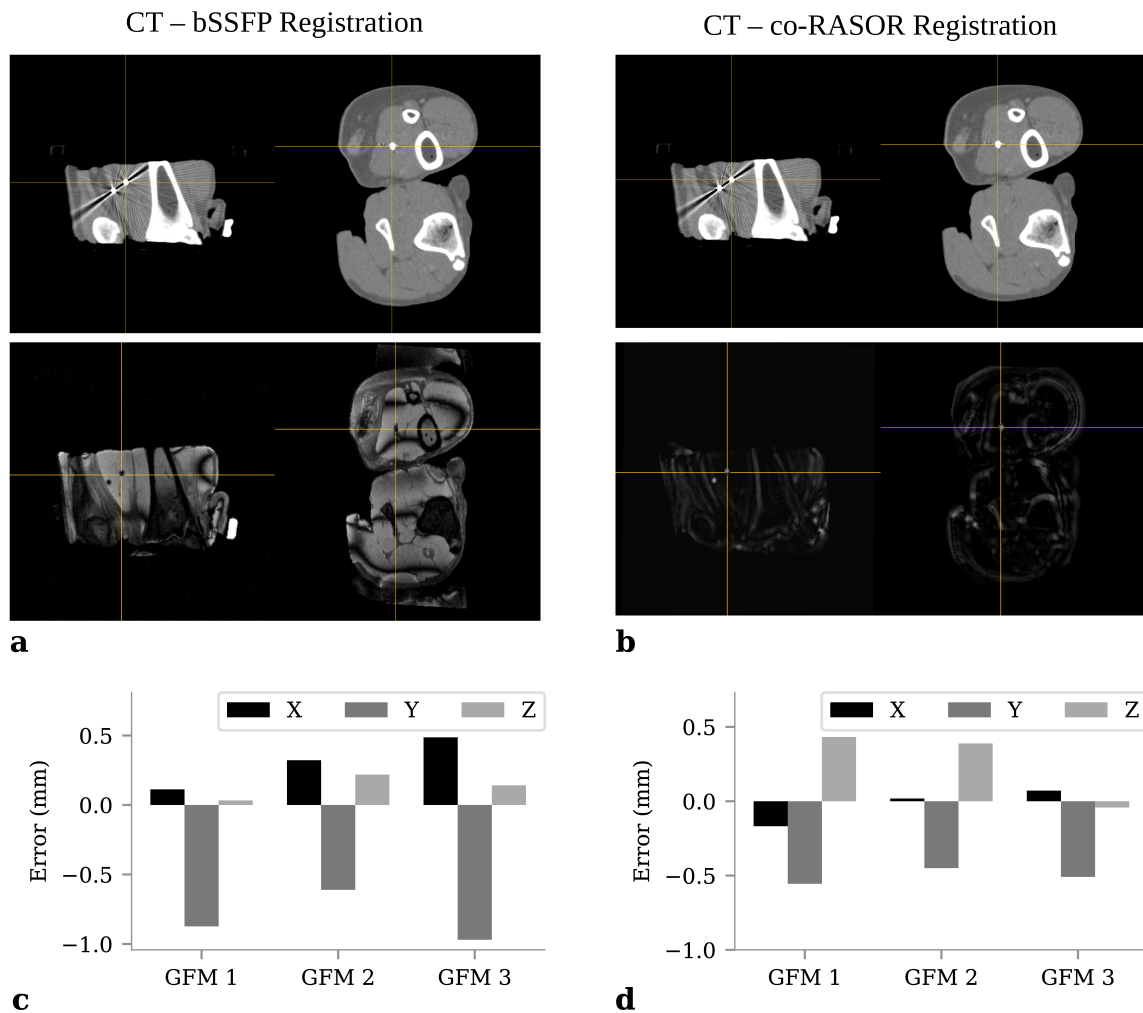 CT – bSSFP Registration
CT – co-RASOR Registration
a
b
X Y Z
0.5
0.0
−0.5
−1.0
Error (mm)
GFM 1 GFM 2 GFM 3
c
X Y Z
0.5
0.0
−0.5
−1.0
Error (mm)
GFM 1 GFM 2 GFM 3
d